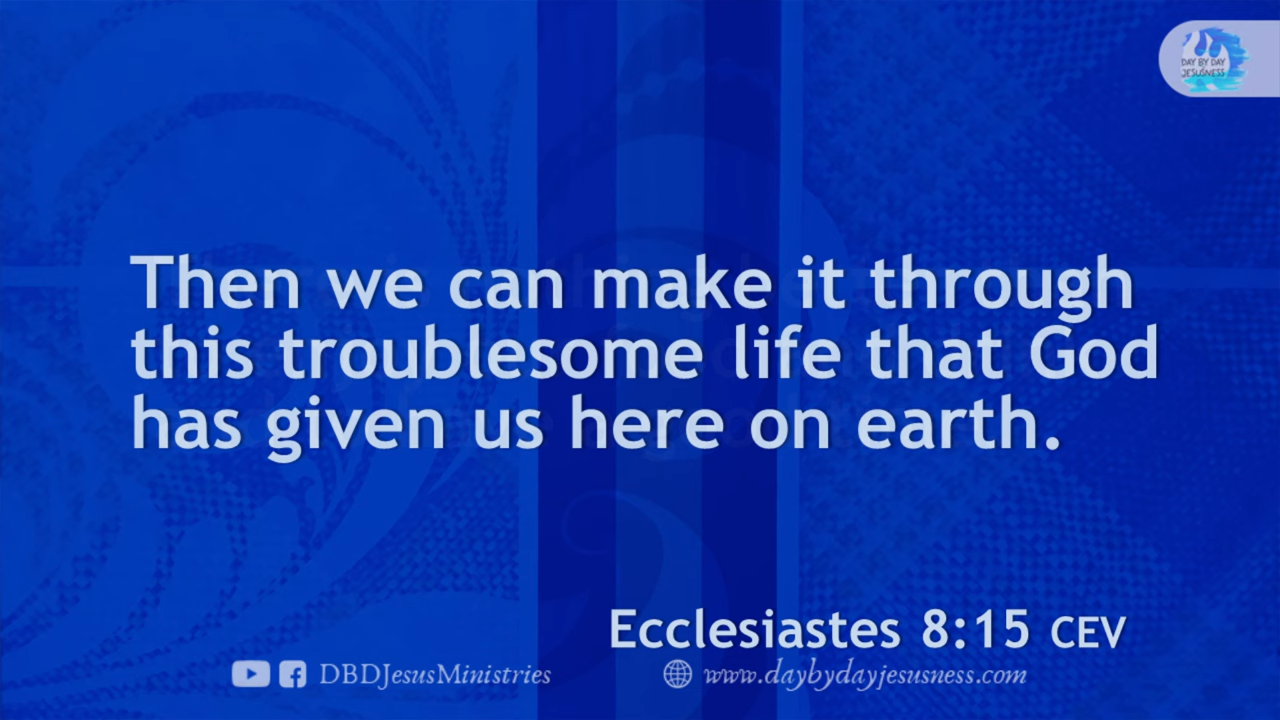 DAY BY DAY
JESUSNESS
Then we can make it through
this troublesome life that God
has given us here on earth.
Ecclesiastes 8:15 CEV
DBDJesusMinistries
www.daybydayjesusness.com